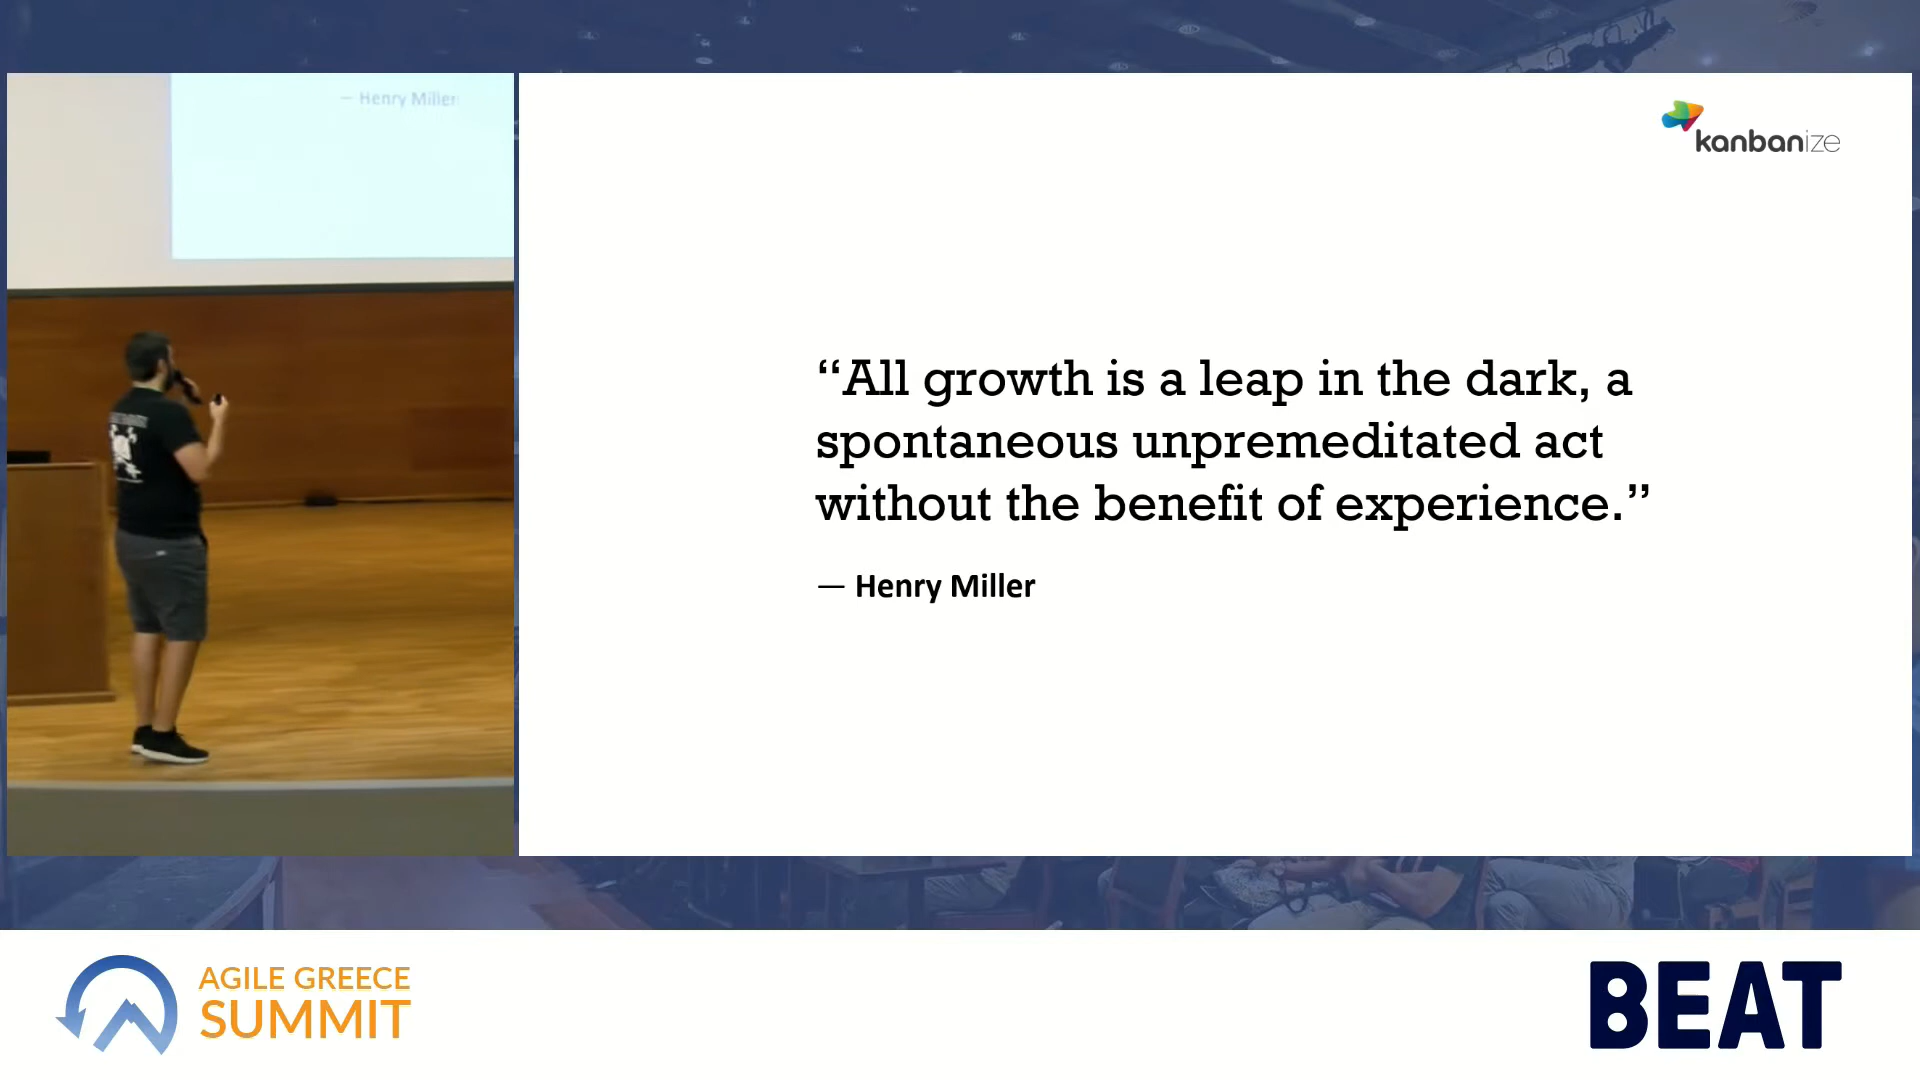 — Henry Miller
kanbanize
“All growth is a leap in the dark, a
spontaneous unpremeditated act
without the benefit of experience.”
— Henry Miller
AGILE GREECE
SUMMIT
BEAT